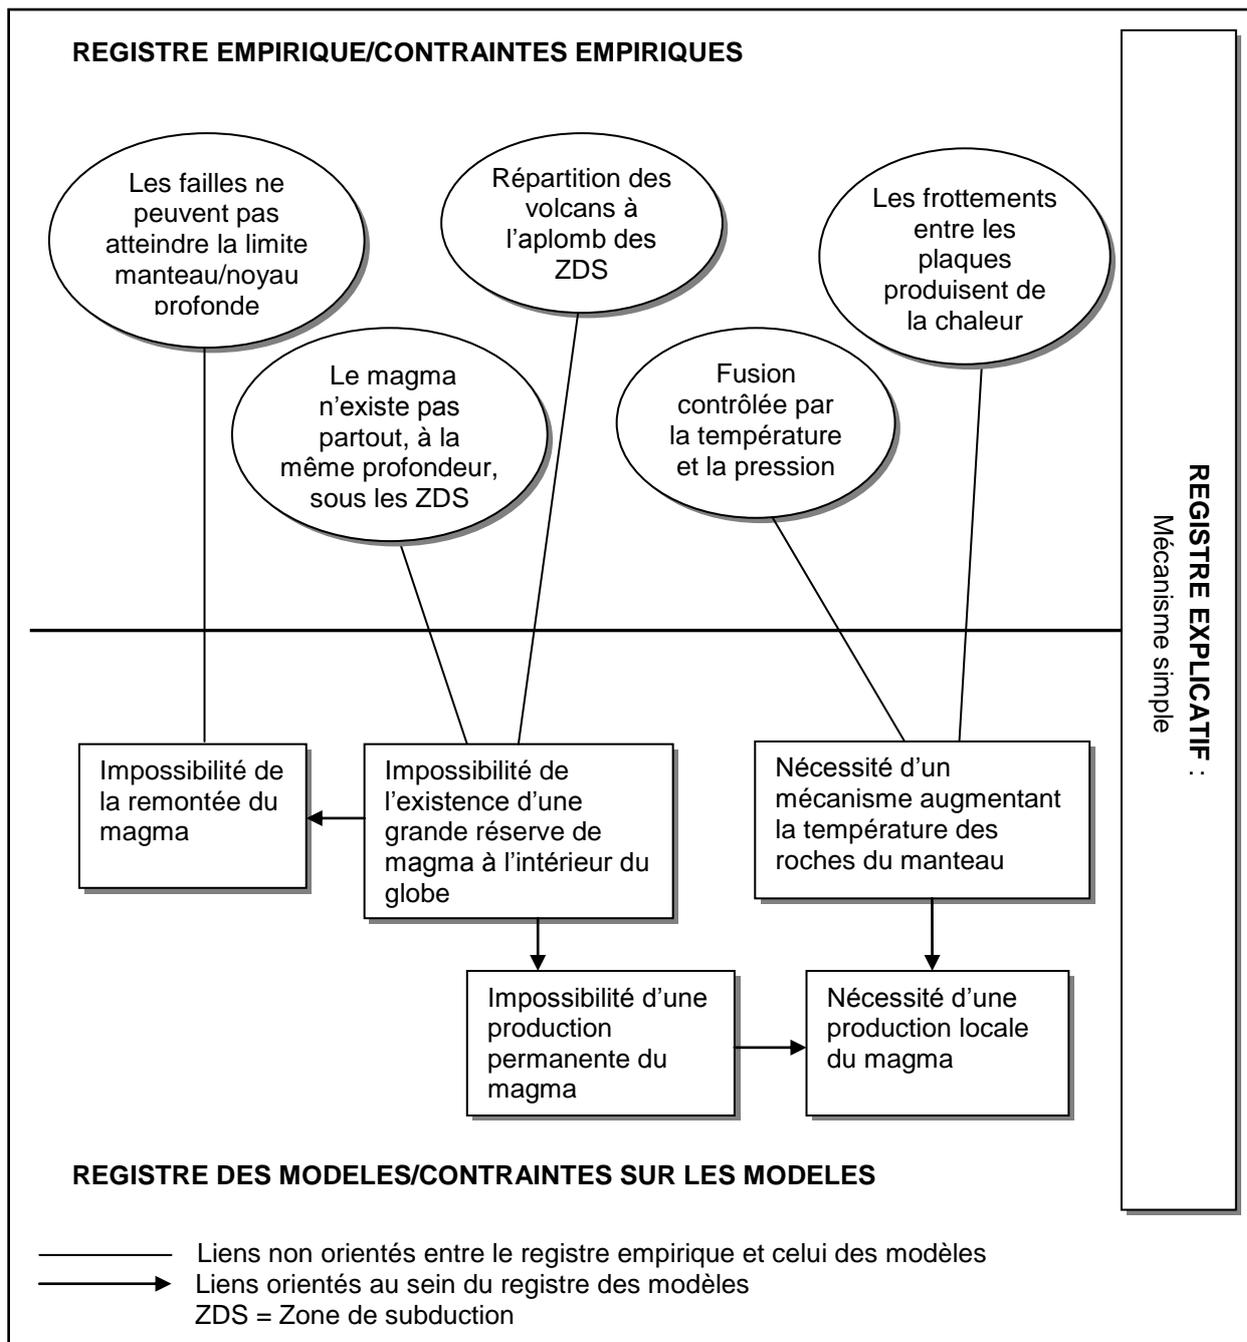 REGISTRE EMPIRIQUE/CONTRAINTES EMPIRIQUES
Les failles ne
peuvent pas
atteindre la limite
manteau/noyau
profonde
Répartition des
volcans à
l’aplomb des
ZDS
Les frottements
entre les
plaques
produisent de
la chaleur
Le magma
n’existe pas
partout, à la
même profondeur,
sous les ZDS
Fusion
contrôlée par
la température
et la pression
REGISTRE EXPLICATIF :
Mécanisme simple
Impossibilité de
la remontée du
magma
Impossibilité de
l’existence d’une
grande réserve de
magma à l’intérieur du
globe
Nécessité d’un
mécanisme augmentant
la température des
roches du manteau
Impossibilité d’une
production
permanente du
magma
Nécessité d’une
production locale
du magma
REGISTRE DES MODELES/CONTRAINTES SUR LES MODELES
Liens non orientés entre le registre empirique et celui des modèles
Liens orientés au sein du registre des modèles
ZDS = Zone de subduction